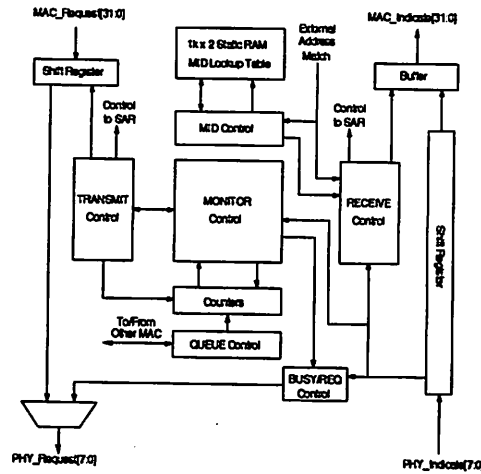 MAC_Request[31:0]
MAC_Indicate[31:0]
Shift Register
1k x 2 Static RAM
MID Lookup Table
External
Address
Match
Buffer
Control
to SAR
Control
to SAR
MID Control
TRANSMIT
Control
MONITOR
Control
RECEIVE
Control
Shift Register
Counters
To/From
Other MAC
QUEUE Control
BUSY/REQ
Control
PHY_Request[7:0]
PHY_Indicate[7:0]